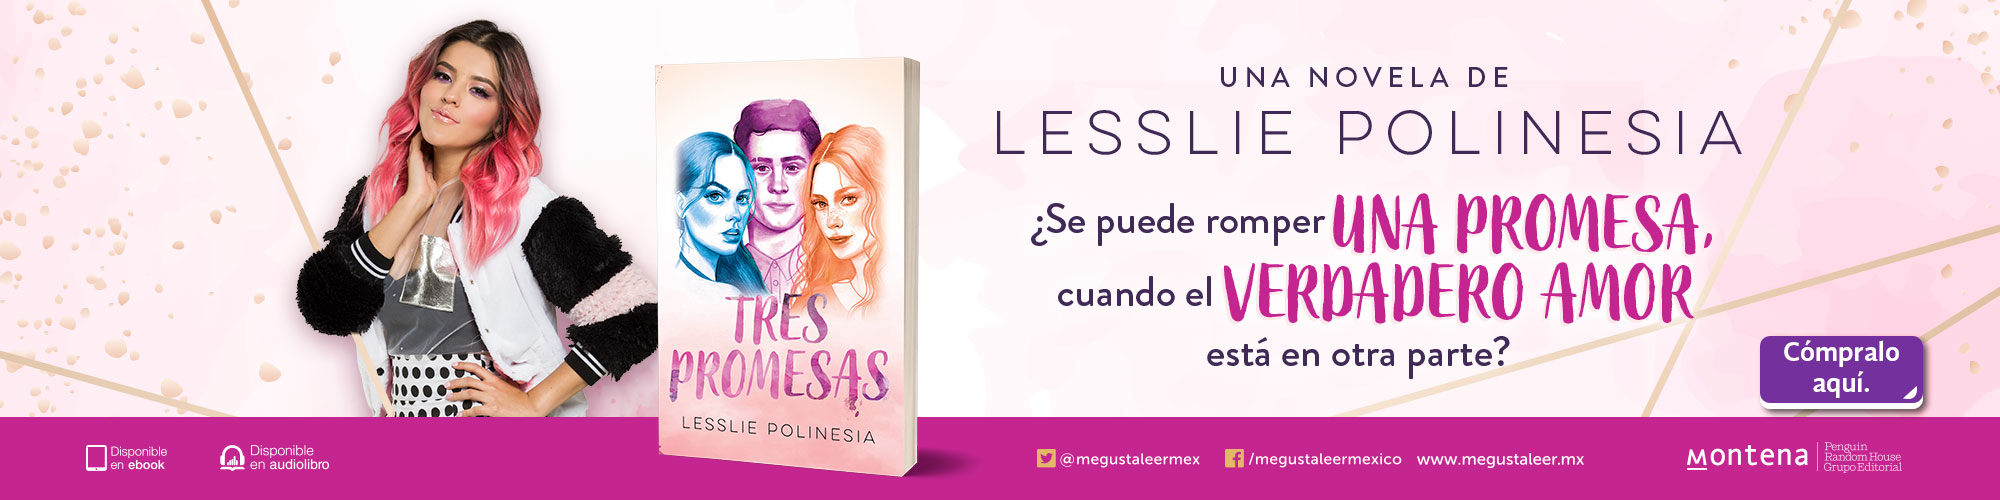 UNA NOVELA DE
LESSLIE POLINESIA
¿Se puede romper UNA PROMESA,
cuando el VERDADERO AMOR
está en otra parte?
Cómpralo
aquí.
TRES
PROMESAS
LESSLIE POLINESIA
Disponible
en ebook
Disponible
en audiolibro
@megustaleermex
/megustaleermexico
www.megustaleer.mx
Montena
Penguin
Random House
Grupo Editorial